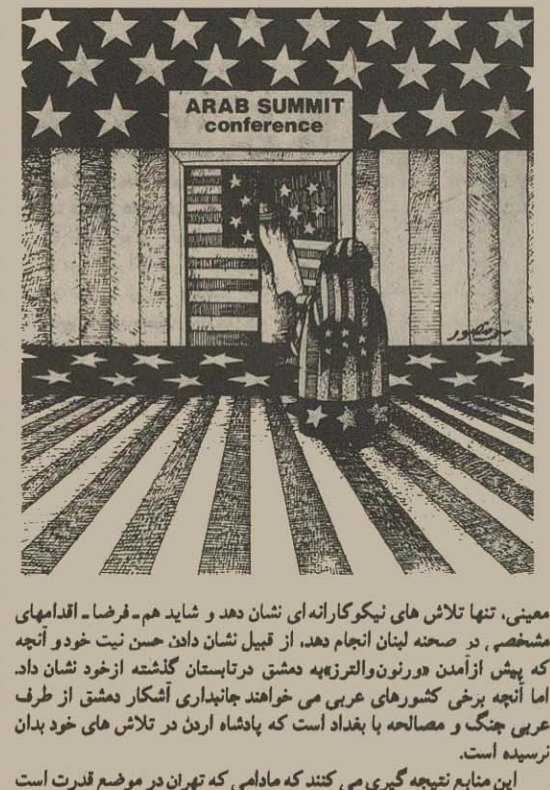 ARAB SUMMIT
conference
معینی، تنها تلاش های نیکوکارانه ای نشان دهد و شاید هم ـ فرضا ـ اقدامهای
مشخصی در صحنه لبنان انجام دهد، از قبیل نشان دادن حسن نیت خود و آنچه
که پیش ازآمدن «ورنون والترز»به دمشق درتابستان گذشته ازخود نشان داد.
اما آنچه برخی کشورهای عربی می خواهند جانبداری آشکار دمشق از طرف
عربی جنگ و مصالحه با بغداد است که پادشاه اردن در تلاش های خود بدان
نرسیده است.
این منابع نتیجه گیری می کنند که مادامی که تهران در موضع قدرت است